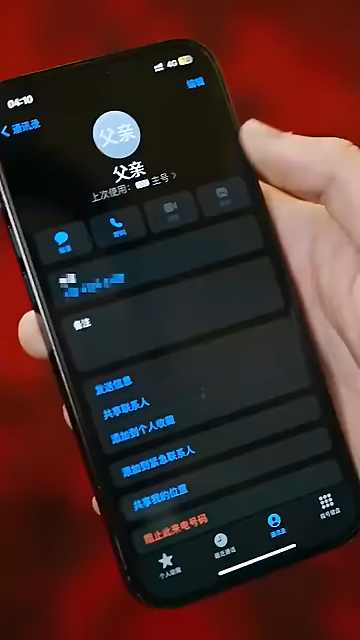 04:10
4G
通讯录
编辑
父亲
父亲
上次使用： 主号
呼叫
备注
发送信息
共享联系人
添加到个人收藏
添加到紧急联系人
共享我的位置
阻止此来电号码
个人收藏
最近通话
通讯录
拨号键盘